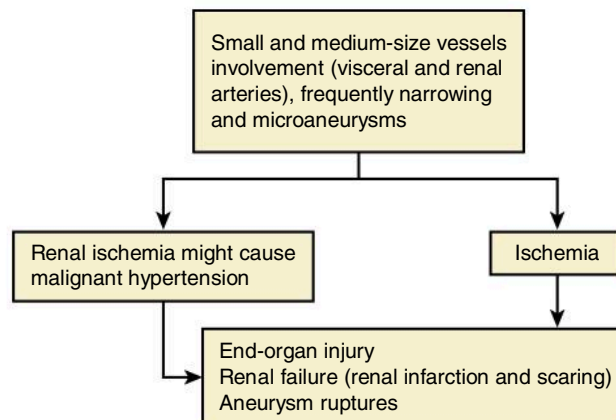 Small and medium-size vessels
involvement (visceral and renal
arteries), frequently narrowing
and microaneurysms
Renal ischemia might cause
malignant hypertension
Ischemia
End-organ injury
Renal failure (renal infarction and scaring)
Aneurysm ruptures